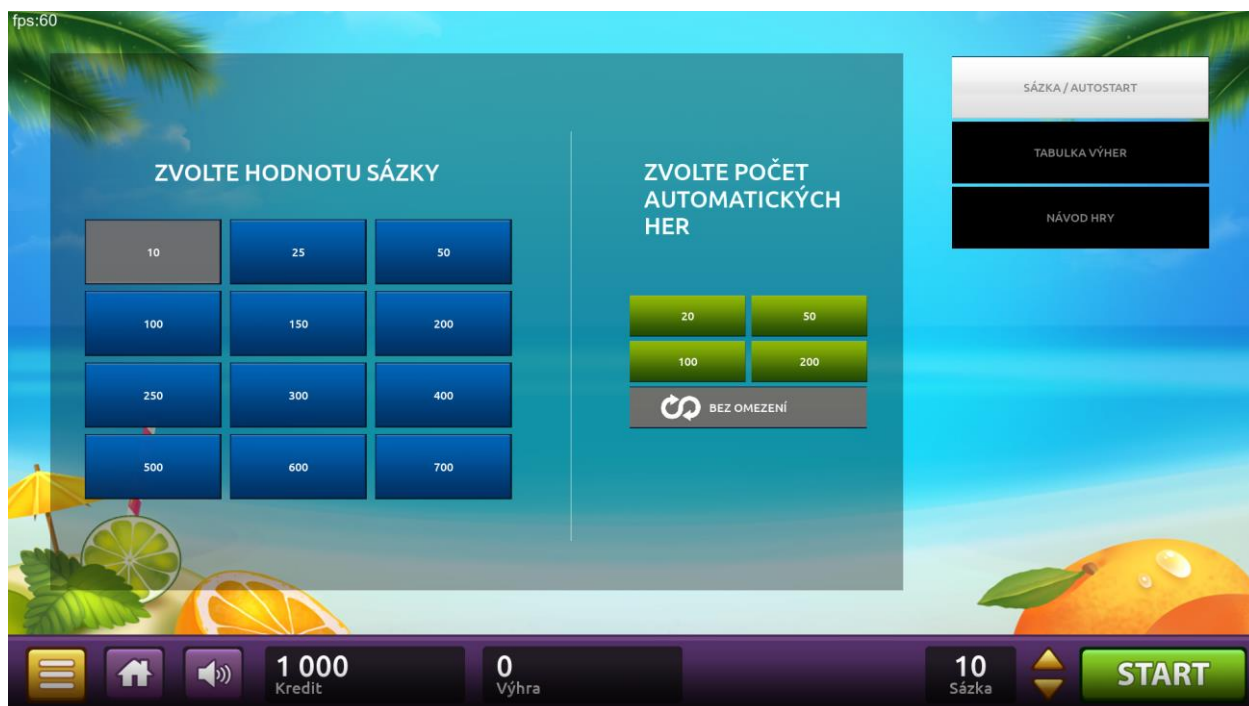 fps:60
ZVOLTE HODNOTU SÁZKY
10 25 50
100 150 200
250 300 400
500 600 700
ZVOLTE POČET
AUTOMATICKÝCH
HER
20 50
100 200
BEZ OMEZENÍ
SÁZKA / AUTOSTART
TABULKA VÝHER
NÁVOD HRY
1 000
Kredit
0
Výhra
10
Sázka
START